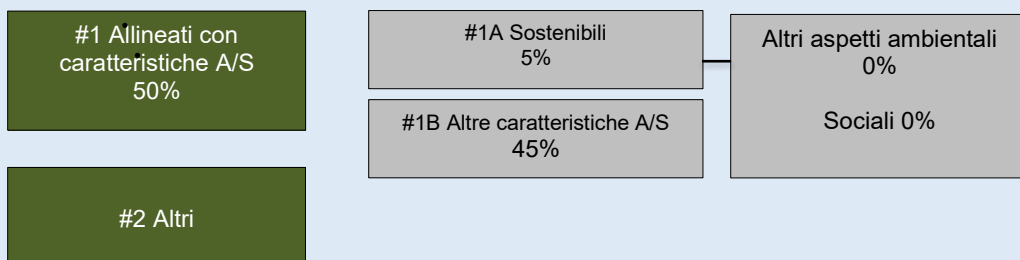 #1 Allineati con
caratteristiche A/S
50%
#1A Sostenibili
5%
#1B Altre caratteristiche A/S
45%
Altri aspetti ambientali
0%
Sociali 0%
#2 Altri